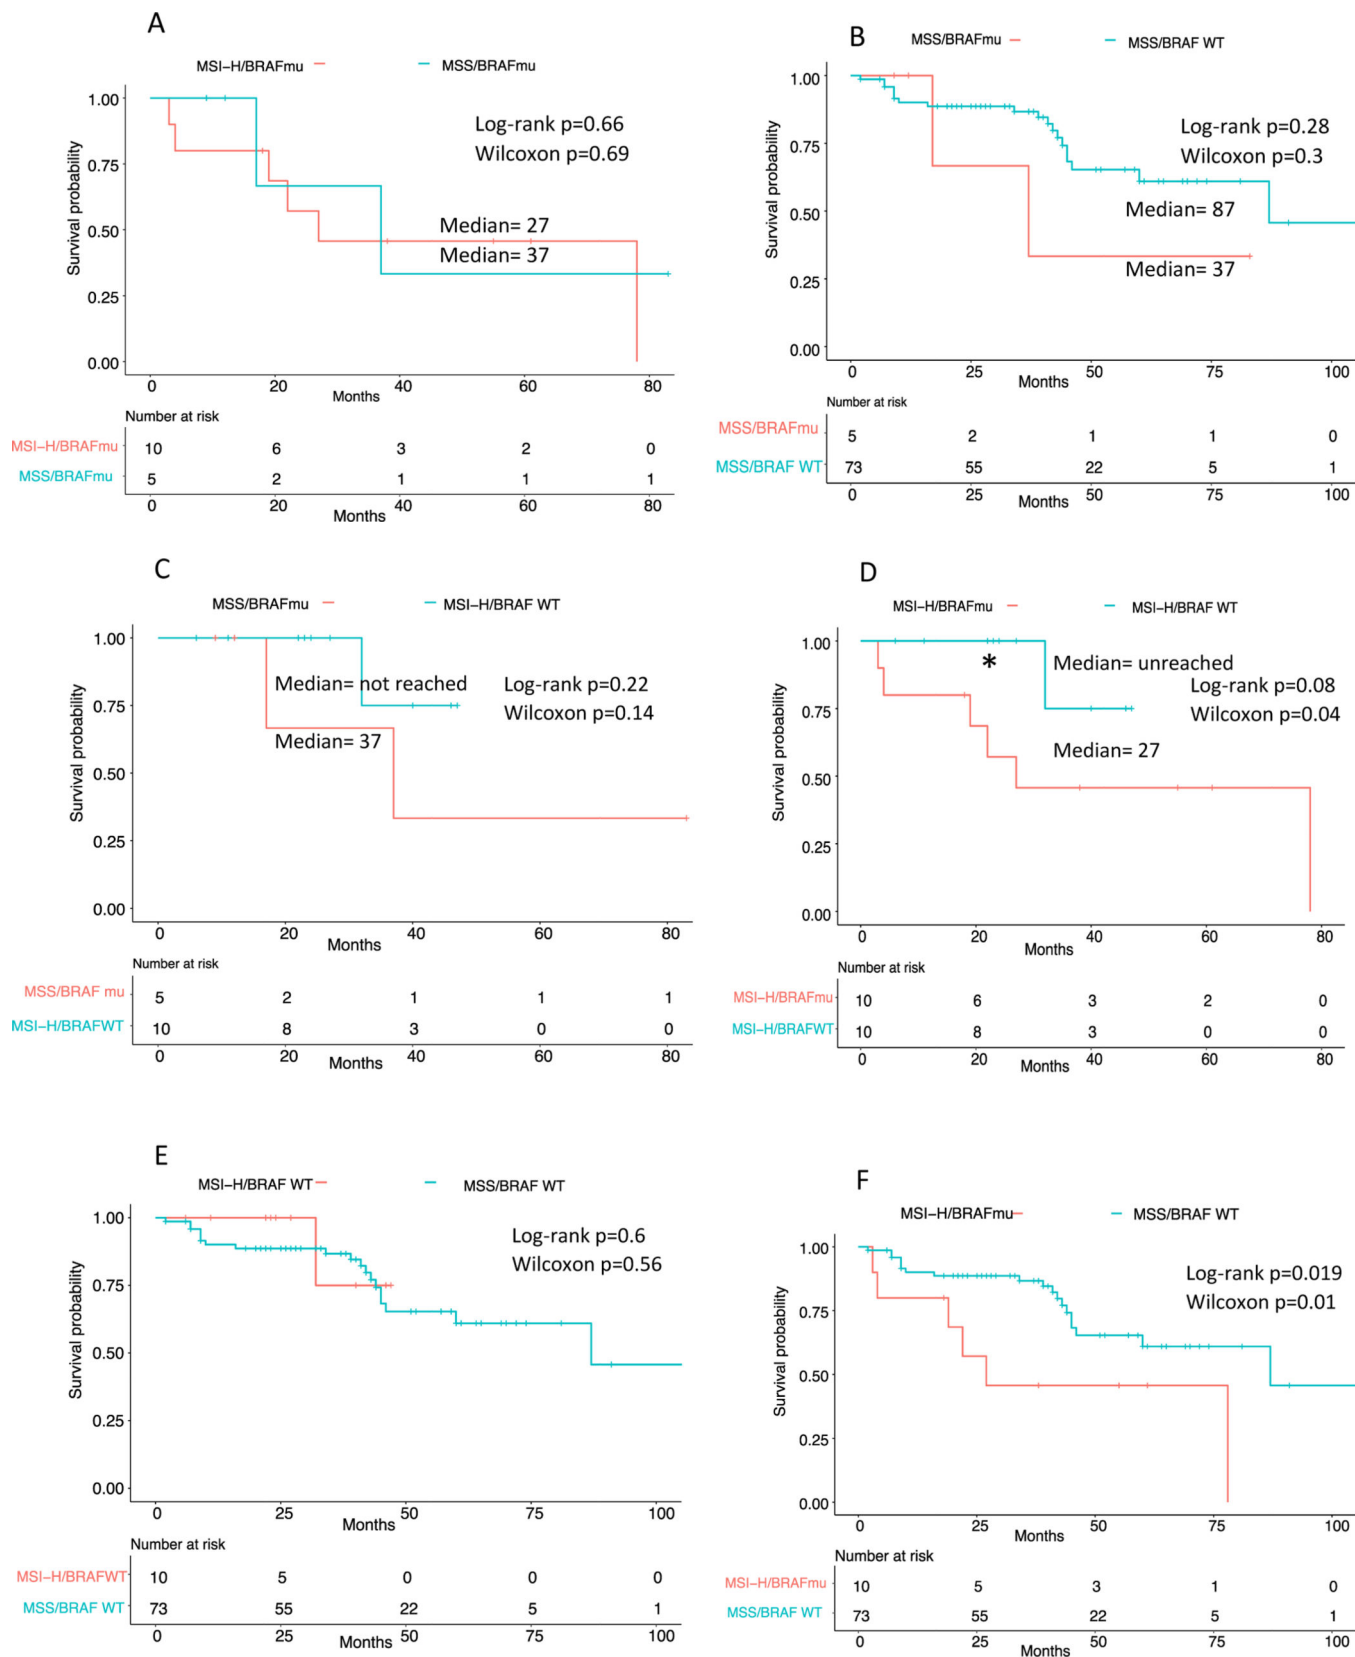 A
MSI-H/BRAFmu
MSS/BRAFmu
Log-rank p=0.66
Wilcoxon p=0.69
Median= 27
Median= 37
Survival probability
1.00
0.75
0.50
0.25
0.00
0 20 40 60 80
Months
Number at risk
MSI-H/BRAFmu 10 6 3 2 0
MSS/BRAFmu 5 2 1 1 1
0 20 40 60 80
Months
B
MSS/BRAFmu
MSS/BRAF WT
Log-rank p=0.28
Wilcoxon p=0.3
Median= 87
Median= 37
Survival probability
1.00
0.75
0.50
0.25
0.00
0 25 50 75 100
Months
Number at risk
MSS/BRAFmu 5 2 1 1 0
MSS/BRAF WT 73 55 22 5 1
0 25 50 75 100
Months
C
MSS/BRAFmu
MSI-H/BRAF WT
Median= not reached
Log-rank p=0.22
Wilcoxon p=0.14
Median= 37
Survival probability
1.00
0.75
0.50
0.25
0.00
0 20 40 60 80
Months
Number at risk
MSS/BRAF mu 5 2 1 1 1
MSI-H/BRAFWT 10 8 3 0 0
0 20 40 60 80
Months
D
MSI-H/BRAFmu
MSI-H/BRAF WT
*
Median= unreached
Log-rank p=0.08
Wilcoxon p=0.04
Median= 27
Survival probability
1.00
0.75
0.50
0.25
0.00
0 20 40 60 80
Months
Number at risk
MSI-H/BRAFmu 10 6 3 2 0
MSI-H/BRAFWT 10 8 3 0 0
0 20 40 60 80
Months
E
MSI-H/BRAF WT
MSS/BRAF WT
Log-rank p=0.6
Wilcoxon p=0.56
Survival probability
1.00
0.75
0.50
0.25
0.00
0 25 50 75 100
Months
Number at risk
MSI-H/BRAFWT 10 5 0 0 0
MSS/BRAF WT 73 55 22 5 1
0 25 50 75 100
Months
F
MSI-H/BRAFmu
MSS/BRAF WT
Log-rank p=0.019
Wilcoxon p=0.01
Survival probability
1.00
0.75
0.50
0.25
0.00
0 25 50 75 100
Months
Number at risk
MSI-H/BRAFmu 10 5 3 1 0
MSS/BRAF WT 73 55 22 5 1
0 25 50 75 100
Months